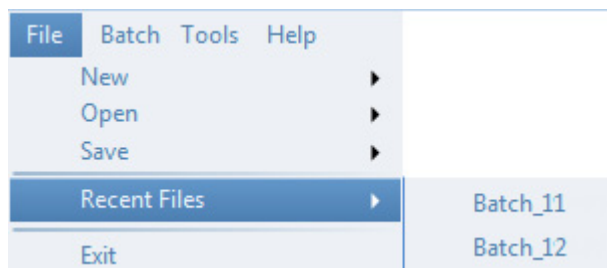 File Batch Tools Help
New
Open
Save
Recent Files Batch_11
Exit Batch_12